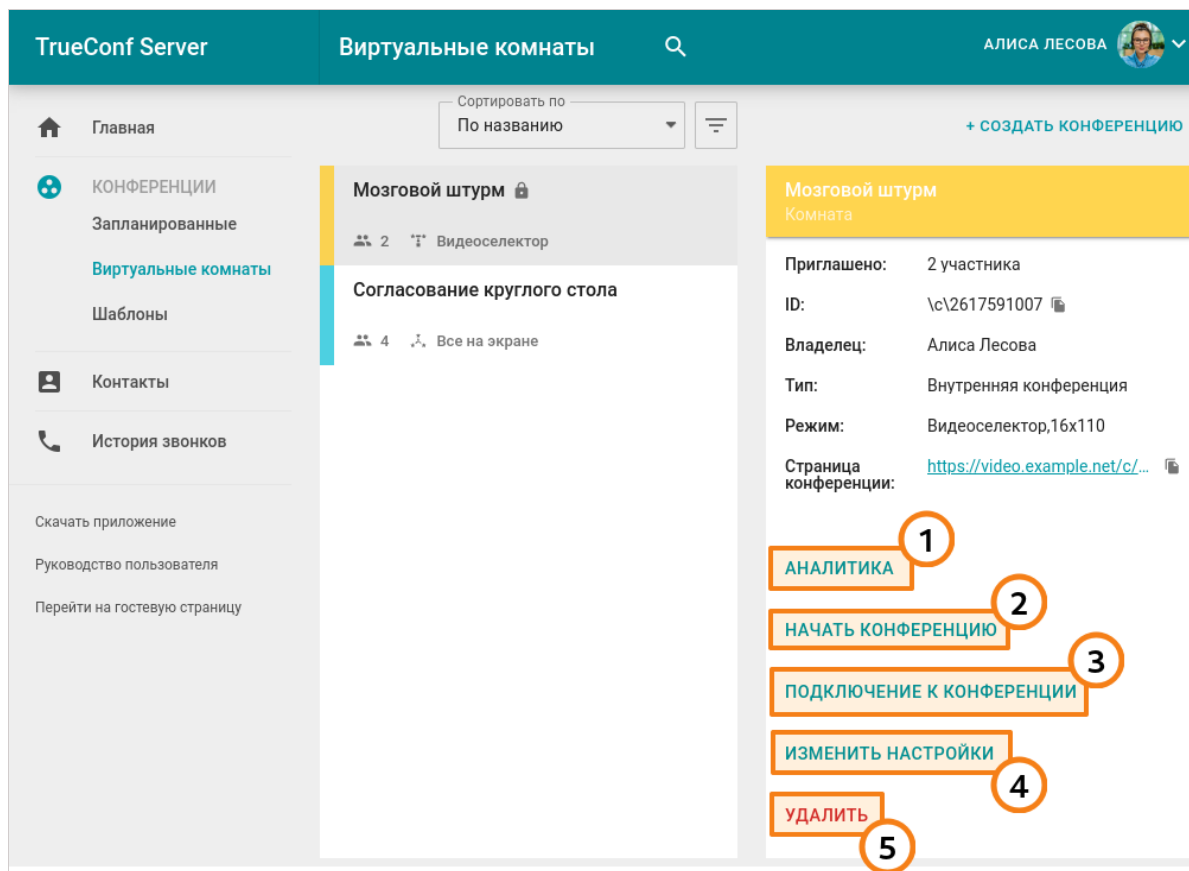 TrueConf Server
Виртуальные комнаты
АЛИСА ЛЕСОВА
Главная
КОНФЕРЕНЦИИ
Запланированные
Виртуальные комнаты
Шаблоны
Контакты
История звонков
Скачать приложение
Руководство пользователя
Перейти на гостевую страницу
Сортировать по
По названию
Мозговой штурм
2 Видеоселектор
Согласование круглого стола
4 Все на экране
+ СОЗДАТЬ КОНФЕРЕНЦИЮ
Мозговой штурм
Комната
Приглашено: 2 участника
ID: \c\2617591007
Владелец: Алиса Лесова
Тип: Внутренняя конференция
Режим: Видеоселектор,16x110
Страница
конференции: https://video.example.net/c/...
1
АНАЛИТИКА
2
НАЧАТЬ КОНФЕРЕНЦИЮ
3
ПОДКЛЮЧЕНИЕ К КОНФЕРЕНЦИИ
ИЗМЕНИТЬ НАСТРОЙКИ
4
УДАЛИТЬ
5